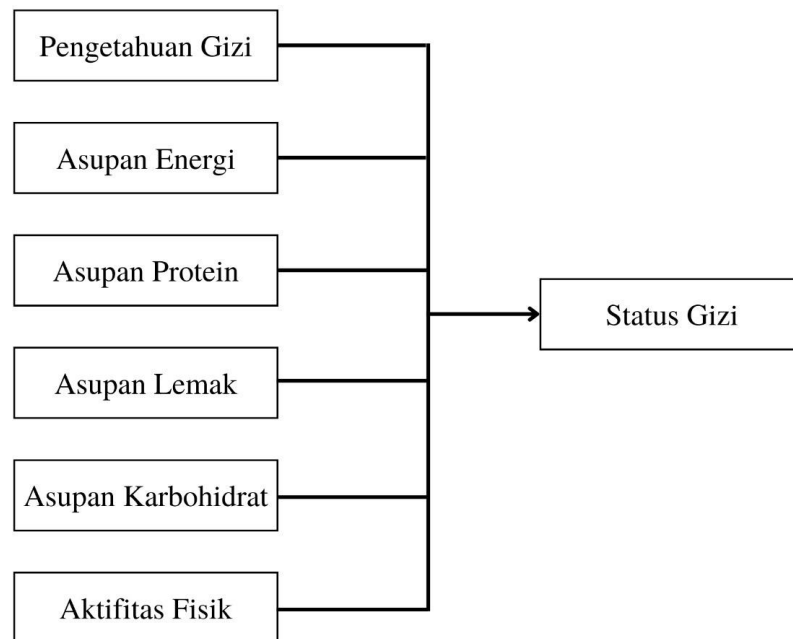 Pengetahuan Gizi
Asupan Energi
Asupan Protein
Asupan Lemak
Asupan Karbohidrat
Aktifitas Fisik
Status Gizi